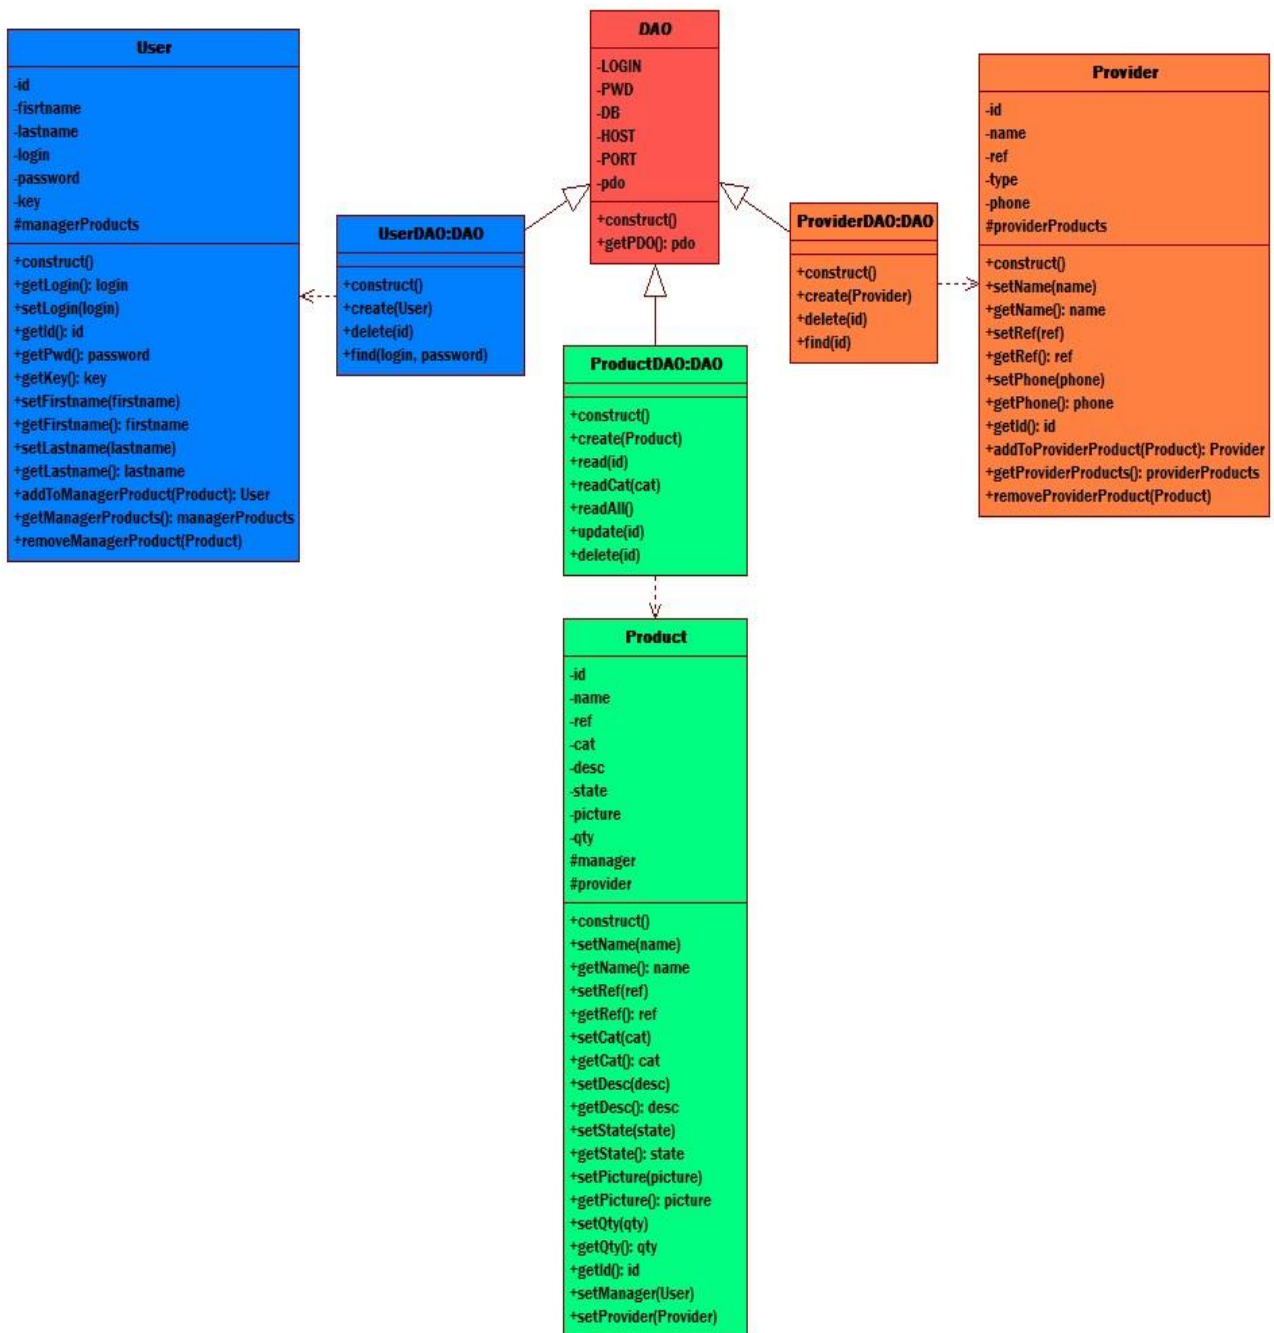 User
-id
-fisrtname
-lastname
-login
-password
-key
#managerProducts
+construct()
+getLogin(): login
+setLogin(login)
+getId(): id
+getPwd(): password
+getKey(): key
+setFirstname(firstname)
+getFirstname(): firstname
+setLastname(lastname)
+getLastname(): lastname
+addToManagerProduct(Product): User
+getManagerProducts(): managerProducts
+removeManagerProduct(Product)
UserDAO:DAO
+construct()
+create(User)
+delete(id)
+find(login, password)
DAO
-LOGIN
-PWD
-DB
-HOST
-PORT
-pdo
+construct()
+getPDO(): pdo
ProviderDAO:DAO
+construct()
+create(Provider)
+delete(id)
+find(id)
Provider
-id
-name
-ref
-type
-phone
#providerProducts
+construct()
+setName(name)
+getName(): name
+setRef(ref)
+getRef(): ref
+setPhone(phone)
+getPhone(): phone
+getId(): id
+addToProviderProduct(Product): Provider
+getProviderProducts(): providerProducts
+removeProviderProduct(Product)
ProductDAO:DAO
+construct()
+create(Product)
+read(id)
+readCat(cat)
+readAll()
+update(id)
+delete(id)
Product
-id
-name
-ref
-cat
-desc
-state
-picture
-qty
#manager
#provider
+construct()
+setName(name)
+getName(): name
+setRef(ref)
+getRef(): ref
+setCat(cat)
+getCat(): cat
+setDesc(desc)
+getDesc(): desc
+setState(state)
+getState(): state
+setPicture(picture)
+getPicture(): picture
+setQty(qty)
+getQty(): qty
+getId(): id
+setManager(User)
+setProvider(Provider)